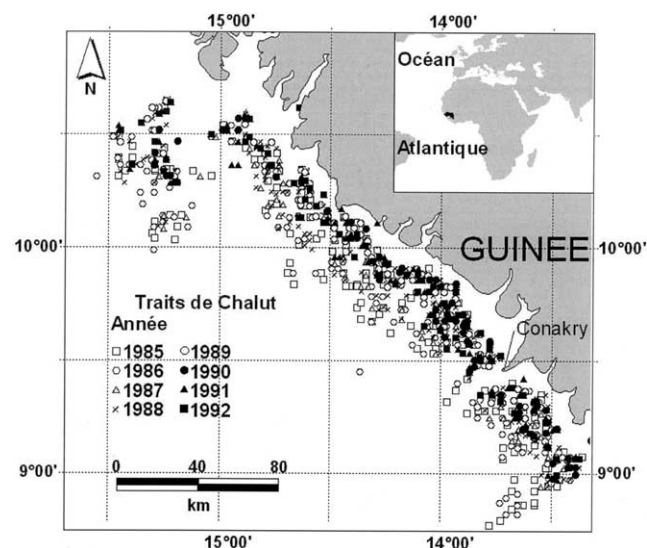 15°00'
14°00'
N
Océan
Atlantique
10°00'
10°00'
GUINEE
Conakry
Traits de Chalut
Année
1985 1989
1986 1990
1987 1991
1988 1992
9°00'
9°00'
0 40 80
km
15°00'
14°00'